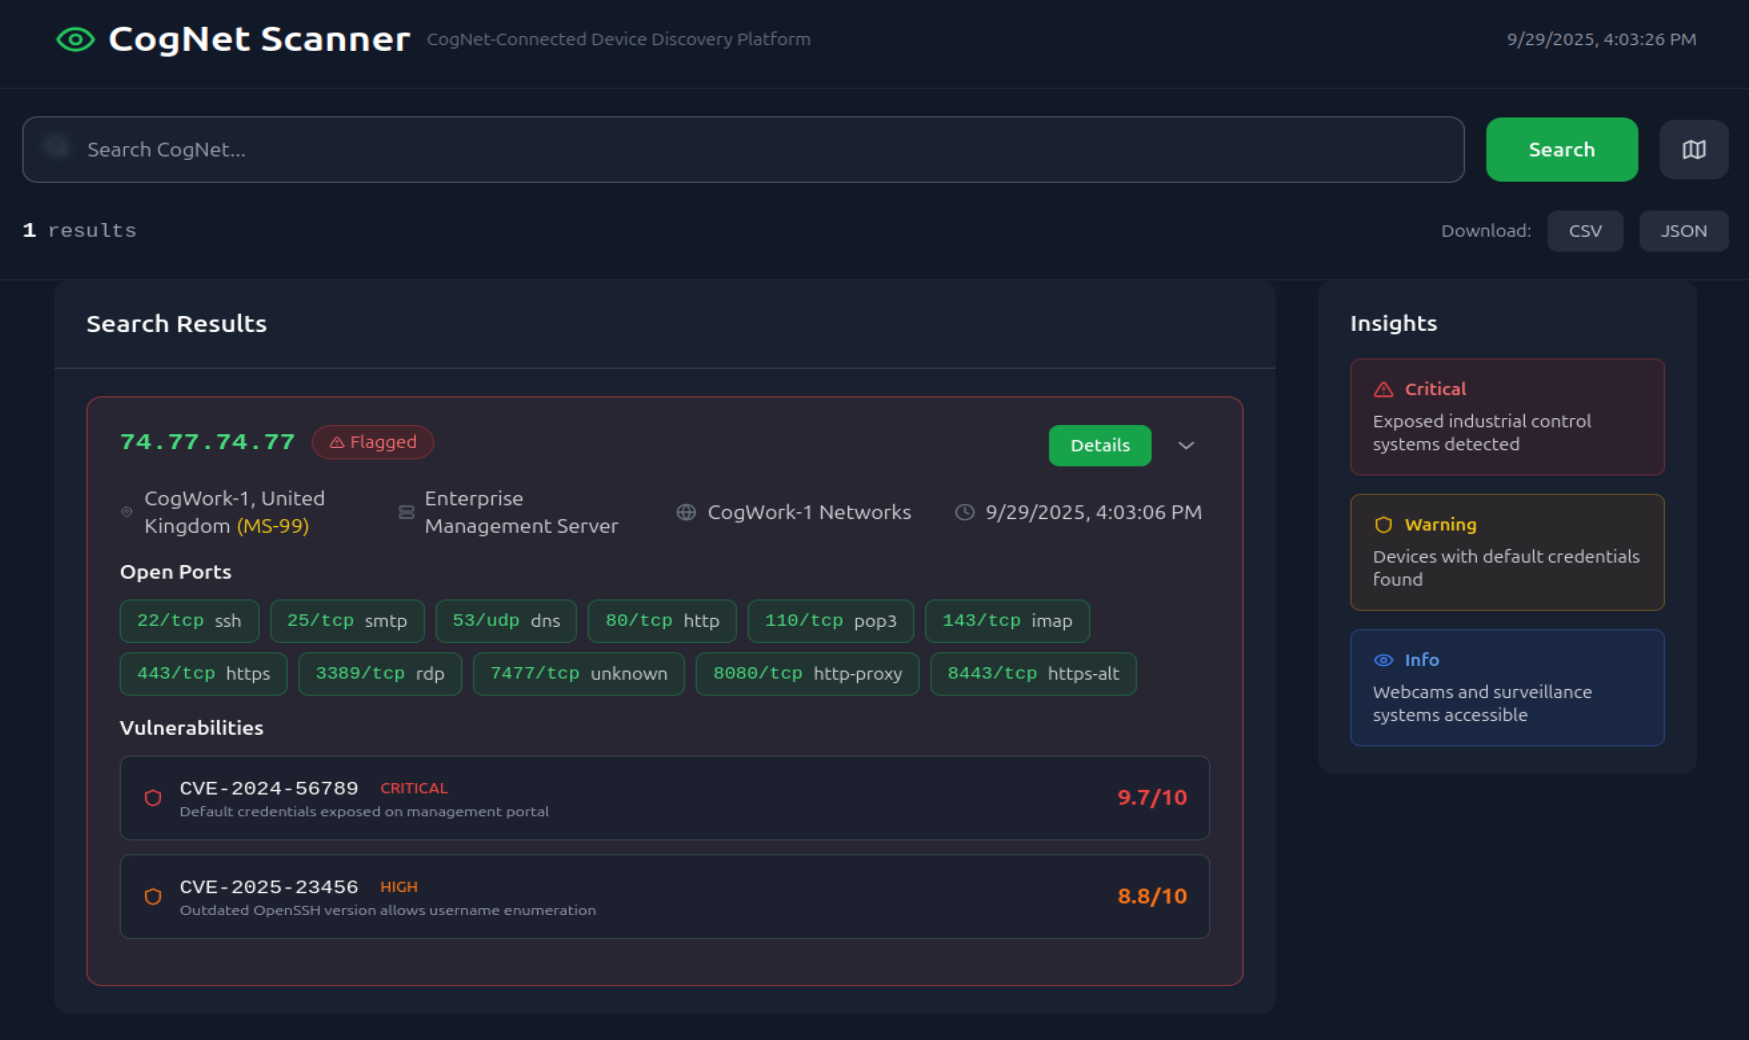 CogNet Scanner CogNet-Connected Device Discovery Platform 9/29/2025, 4:03:26 PM
Search CogNet...
Search
1 results
Download: CSV JSON
Search Results
74.77.74.77 Flagged
Details
CogWork-1, United
Kingdom (MS-99)
Enterprise
Management Server
CogWork-1 Networks
9/29/2025, 4:03:06 PM
Open Ports
22/tcp ssh 25/tcp smtp 53/udp dns 80/tcp http 110/tcp pop3 143/tcp imap
443/tcp https 3389/tcp rdp 7477/tcp unknown 8080/tcp http-proxy 8443/tcp https-alt
Vulnerabilities
CVE-2024-56789 CRITICAL
Default credentials exposed on management portal
9.7/10
CVE-2025-23456 HIGH
Outdated OpenSSH version allows username enumeration
8.8/10
Insights
Critical
Exposed industrial control
systems detected
Warning
Devices with default credentials
found
Info
Webcams and surveillance
systems accessible